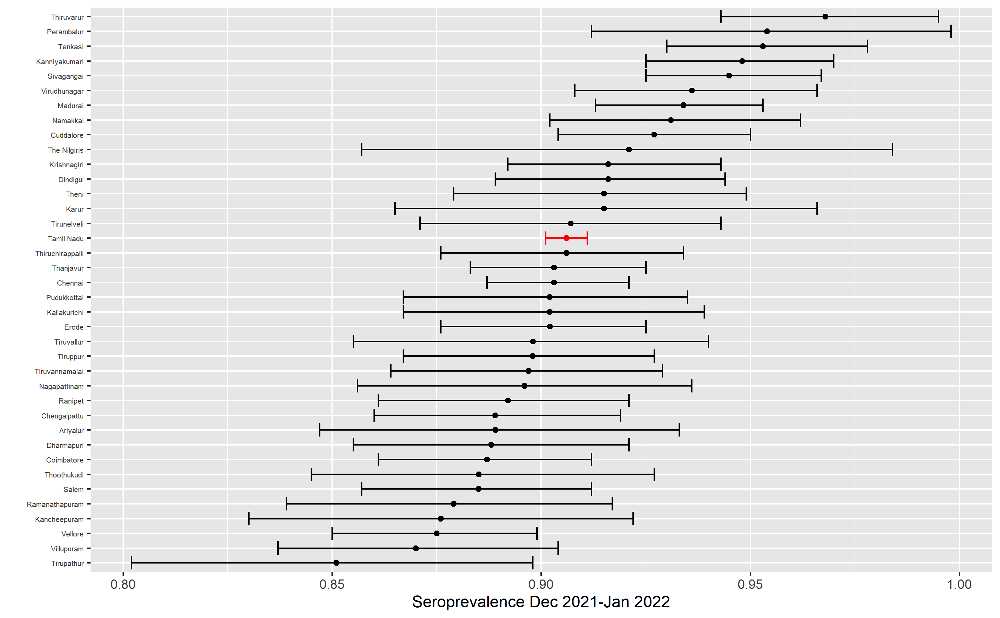 Thiruvarur
Perambalur
Tenkasi
Kanniyakumari
Sivagangai
Virudhunagar
Madurai
Namakkal
Cuddalore
The Nilgiris
Krishnagiri
Dindigul
Theni
Karur
Tirunelveli
Tamil Nadu
Thiruchirappalli
Thanjavur
Chennai
Pudukkottai
Kallakurichi
Erode
Tiruvallur
Tiruppur
Tiruvannamalai
Nagapattinam
Ranipet
Chengalpattu
Ariyalur
Dharmapuri
Coimbatore
Thoothukudi
Salem
Ramanathapuram
Kancheepuram
Vellore
Villupuram
Tirupathur
0.80 0.85 0.90 0.95 1.00
Seroprevalence Dec 2021-Jan 2022